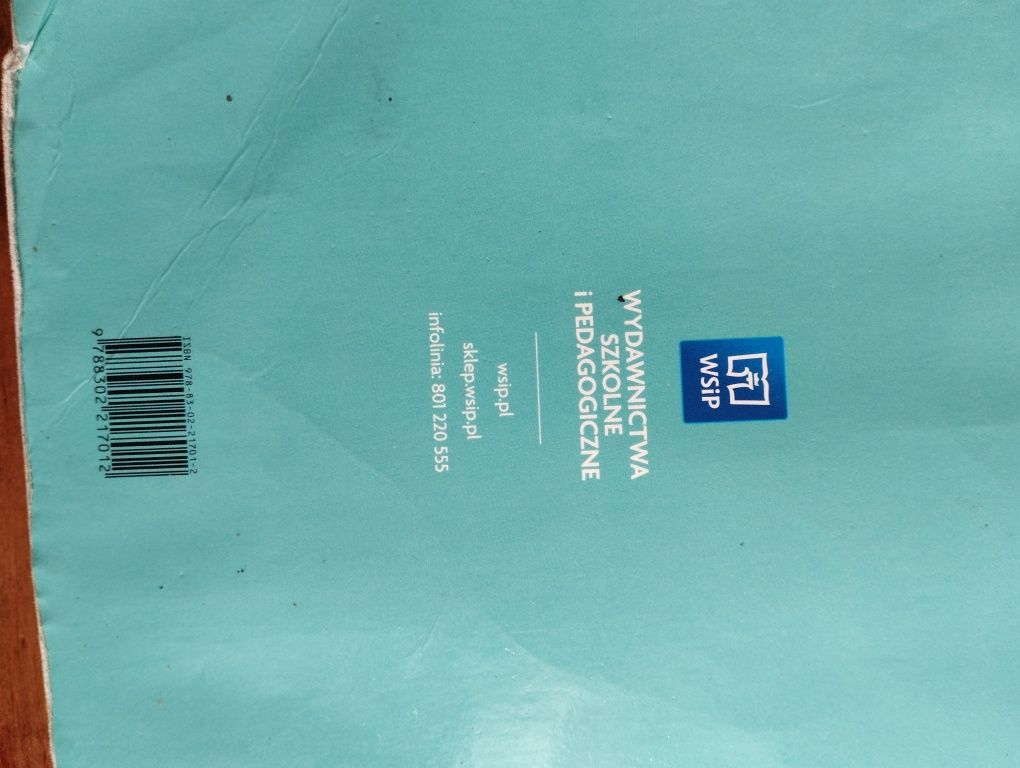 WSiP
WYDAWNICTWA
SZKOLNE
i PEDAGOGICZNE
wsip.pl
sklep.wsip.pl
infolinia: 801 220 555
ISBN 978-83-02-21701-2
9 788302 217012